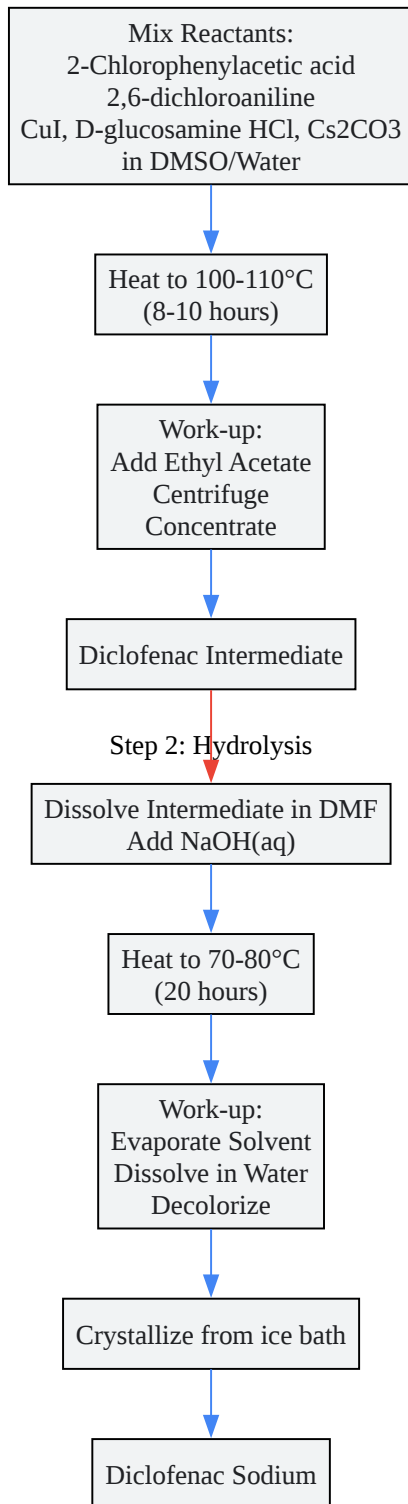 Mix Reactants:
2-Chlorophenylacetic acid
2,6-dichloroaniline
CuI, D-glucosamine HCl, Cs2CO3
in DMSO/Water
Heat to 100-110°C
(8-10 hours)
Work-up:
Add Ethyl Acetate
Centrifuge
Concentrate
Diclofenac Intermediate
Step 2: Hydrolysis
Dissolve Intermediate in DMF
Add NaOH(aq)
Heat to 70-80°C
(20 hours)
Work-up:
Evaporate Solvent
Dissolve in Water
Decolorize
Crystallize from ice bath
Diclofenac Sodium